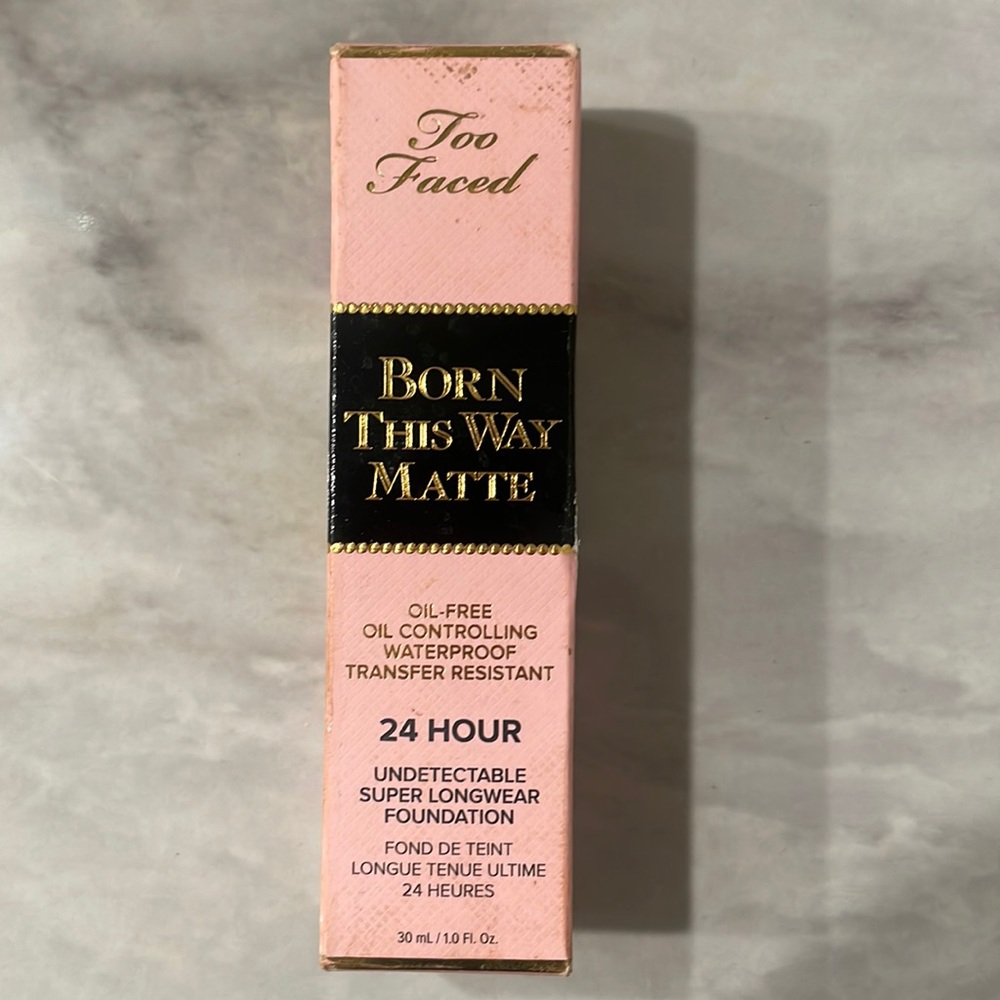 Too
Faced
BORN
THIS WAY
MATTE
OIL-FREE
OIL CONTROLLING
WATERPROOF
TRANSFER RESISTANT
24 HOUR
UNDETECTABLE
SUPER LONGWEAR
FOUNDATION
FOND DE TEINT
LONGUE TENUE ULTIME
24 HEURES
30 mL / 1.0 Fl. Oz.